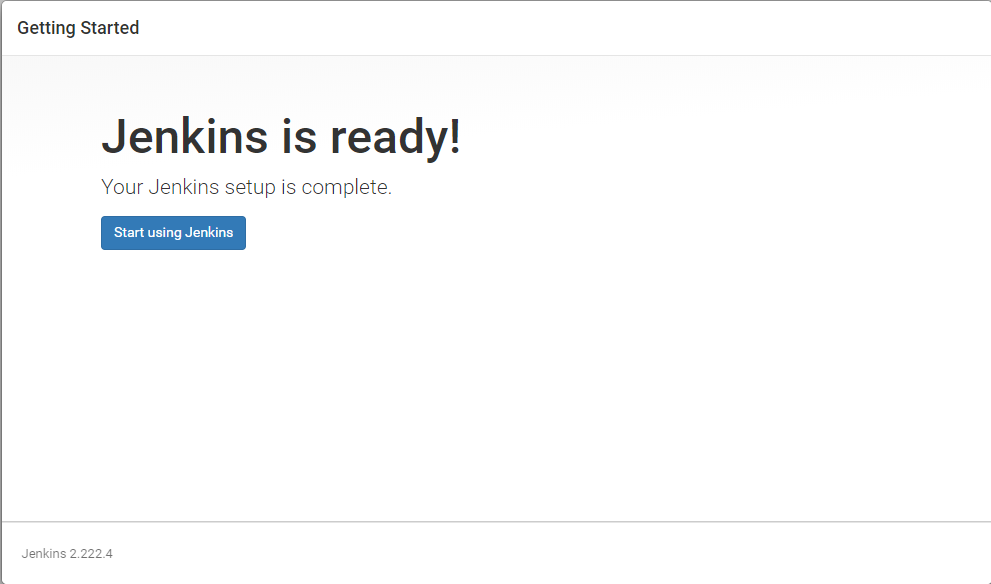 Getting Started
Jenkins is ready!
Your Jenkins setup is complete.
Start using Jenkins
Jenkins 2.222.4